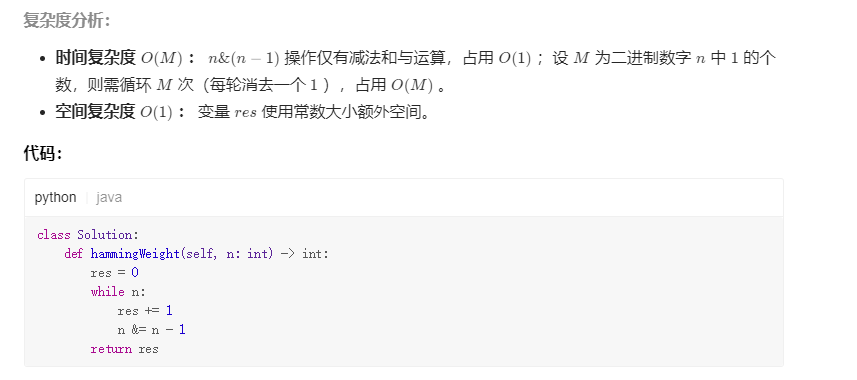 复杂度分析：
• 时间复杂度 O(M)： n&(n − 1) 操作仅有减法和与运算，占用 O(1) ；设 M 为二进制数字 n 中 1 的个
数，则需循环 M 次（每轮消去一个 1 ），占用 O(M) 。
• 空间复杂度 O(1)： 变量 res 使用常数大小额外空间。
代码：
python | java
class Solution:
    def hammingWeight(self, n: int) -> int:
        res = 0
        while n:
            res += 1
            n &= n - 1
        return res